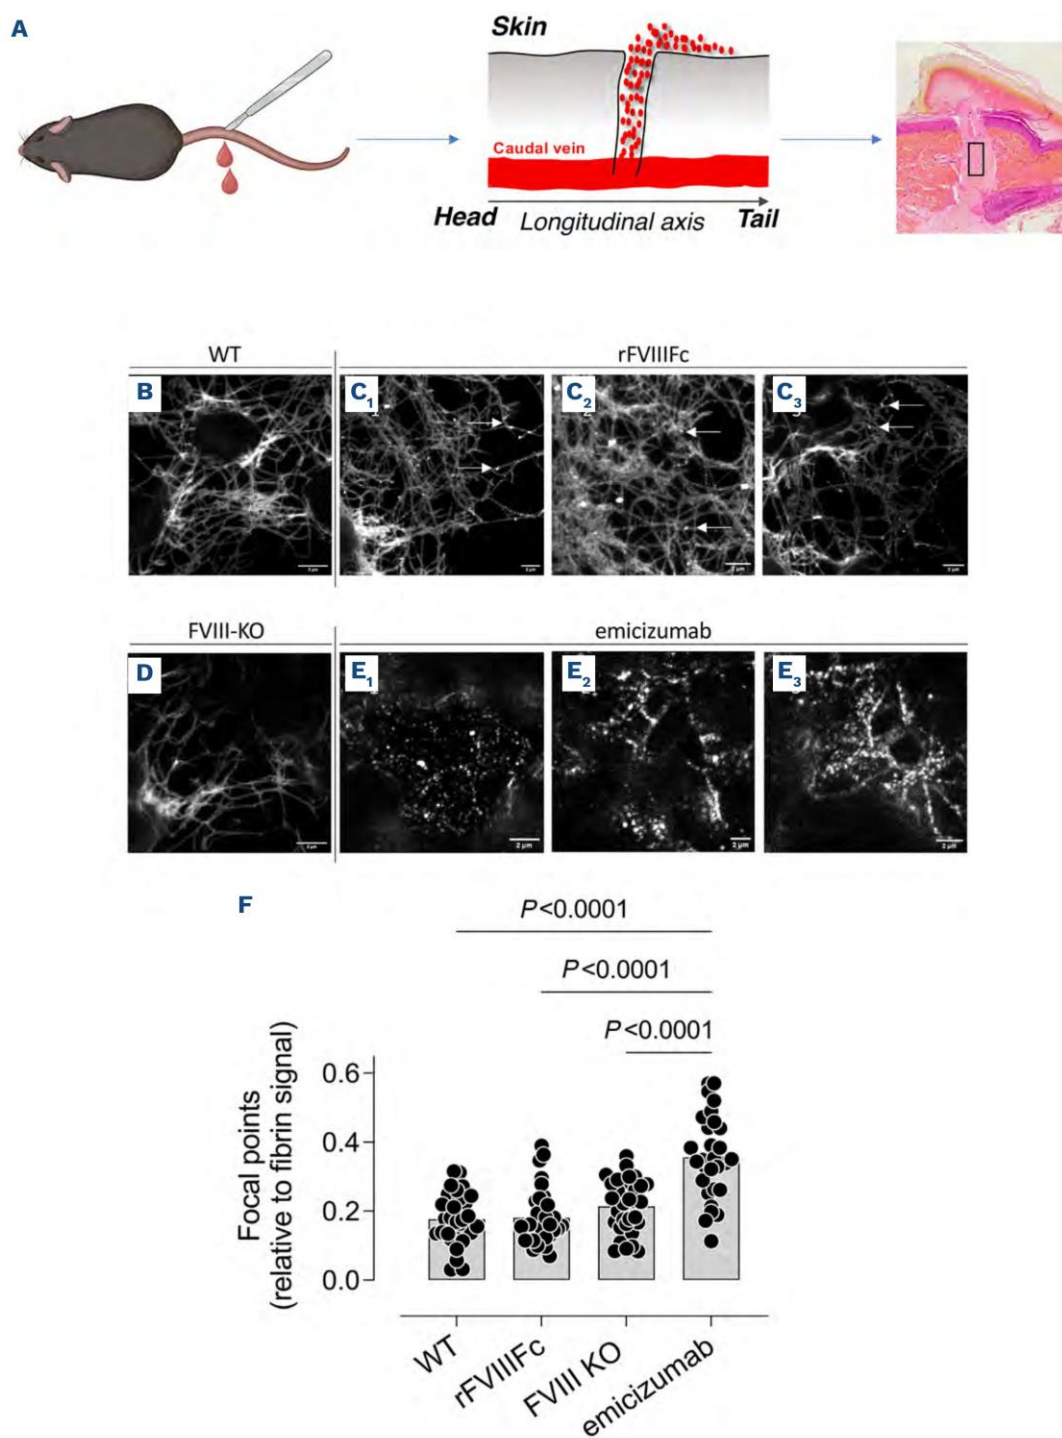 A
Skin
Caudal vein
Head
Longitudinal axis
Tail
WT
rFVIIIFc
B
C1
C2
C3
FVIII-KO
emicizumab
D
E1
E2
E3
2 µm
2 µm
2 µm
F
P<0.0001
P<0.0001
P<0.0001
Focal points
(relative to fibrin signal)
0.6
0.4
0.2
0.0
WT
rFVIIIFc
FVIII KO
emicizumab